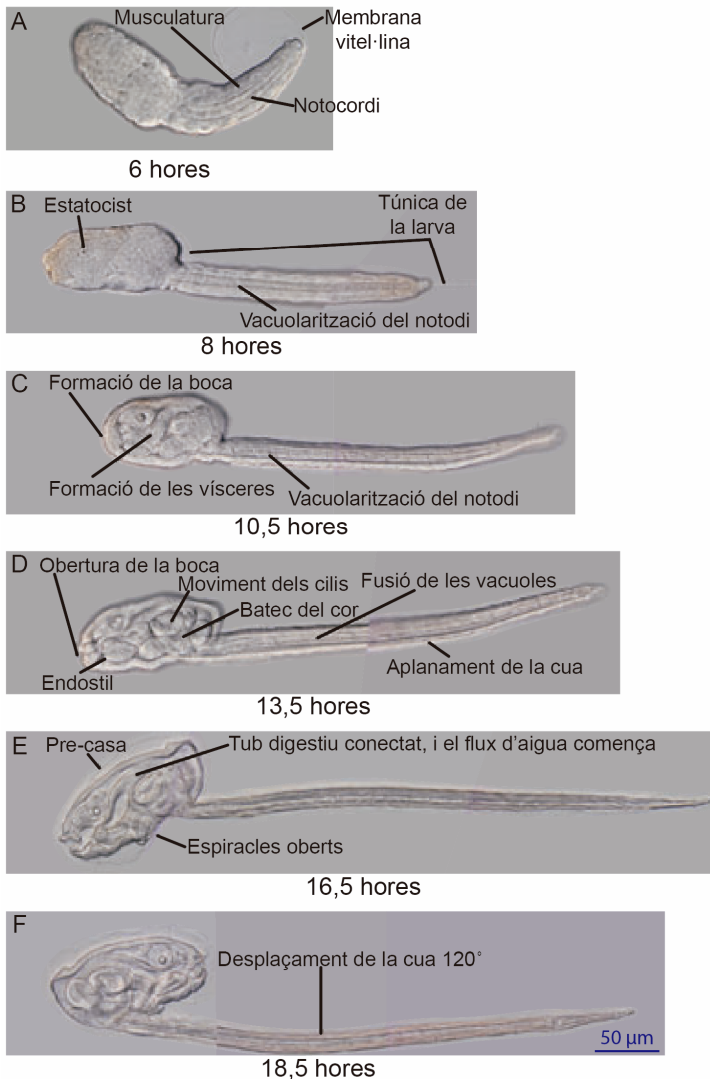 A
Musculatura
Membrana
vitel·lina
Notocordi
6 hores
B
Estatocist
Túnica de
la larva
Vacuolarització del notodi
8 hores
C
Formació de la boca
Formació de les vísceres
Vacuolarització del notodi
10,5 hores
D
Obertura de la boca
Moviment dels cilis
Fusió de les vacuoles
Batec del cor
Aplanament de la cua
Endostil
13,5 hores
E
Pre-casa
Tub digestiu conectat, i el flux d'aigua comença
Espiracles oberts
16,5 hores
F
Desplaçament de la cua 120˚
50 µm
18,5 hores